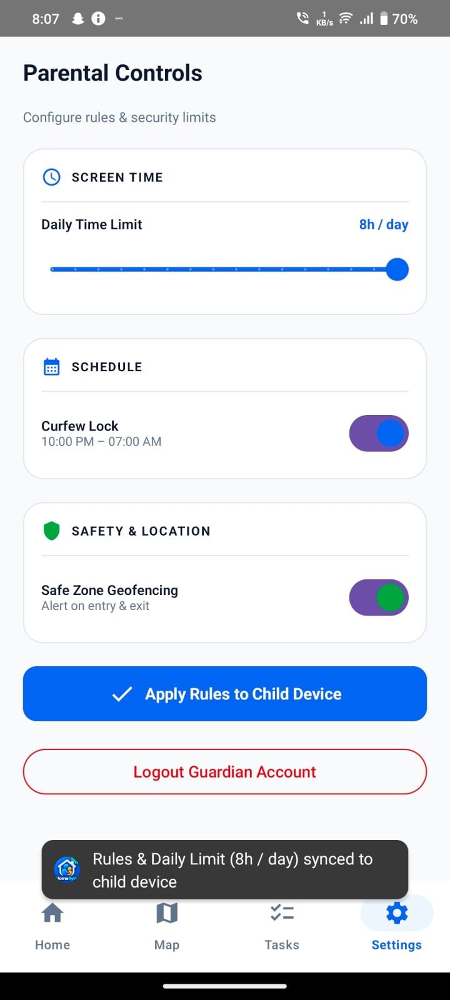 8:07
1
KB/s
70%
Parental Controls
Configure rules & security limits
SCREEN TIME
Daily Time Limit
8h / day
SCHEDULE
Curfew Lock
10:00 PM – 07:00 AM
SAFETY & LOCATION
Safe Zone Geofencing
Alert on entry & exit
Apply Rules to Child Device
Logout Guardian Account
Rules & Daily Limit (8h / day) synced to
child device
Home
Map
Tasks
Settings